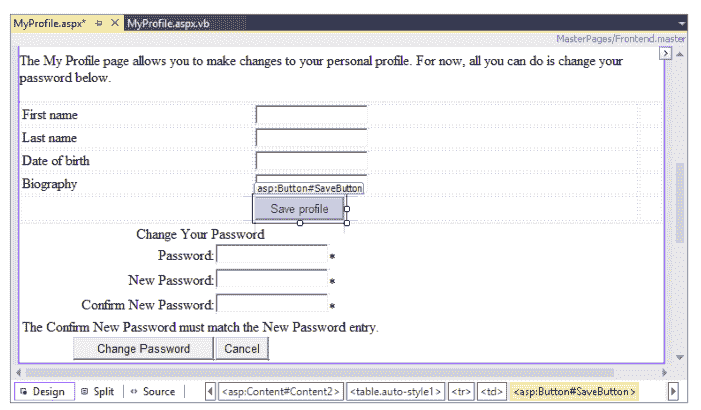 MyProfile.aspx* MyProfile.aspx.vb
MasterPages/Frontend.master
The My Profile page allows you to make changes to your personal profile. For now, all you can do is change your
password below.
First name
Last name
Date of birth
Biography
asp:Button#SaveButton
Save profile
Change Your Password
Password: *
New Password: *
Confirm New Password: *
The Confirm New Password must match the New Password entry.
Change Password Cancel
Design Split Source <asp:Content#Content2> <table.auto-style1> <tr> <td> <asp:Button#SaveButton>